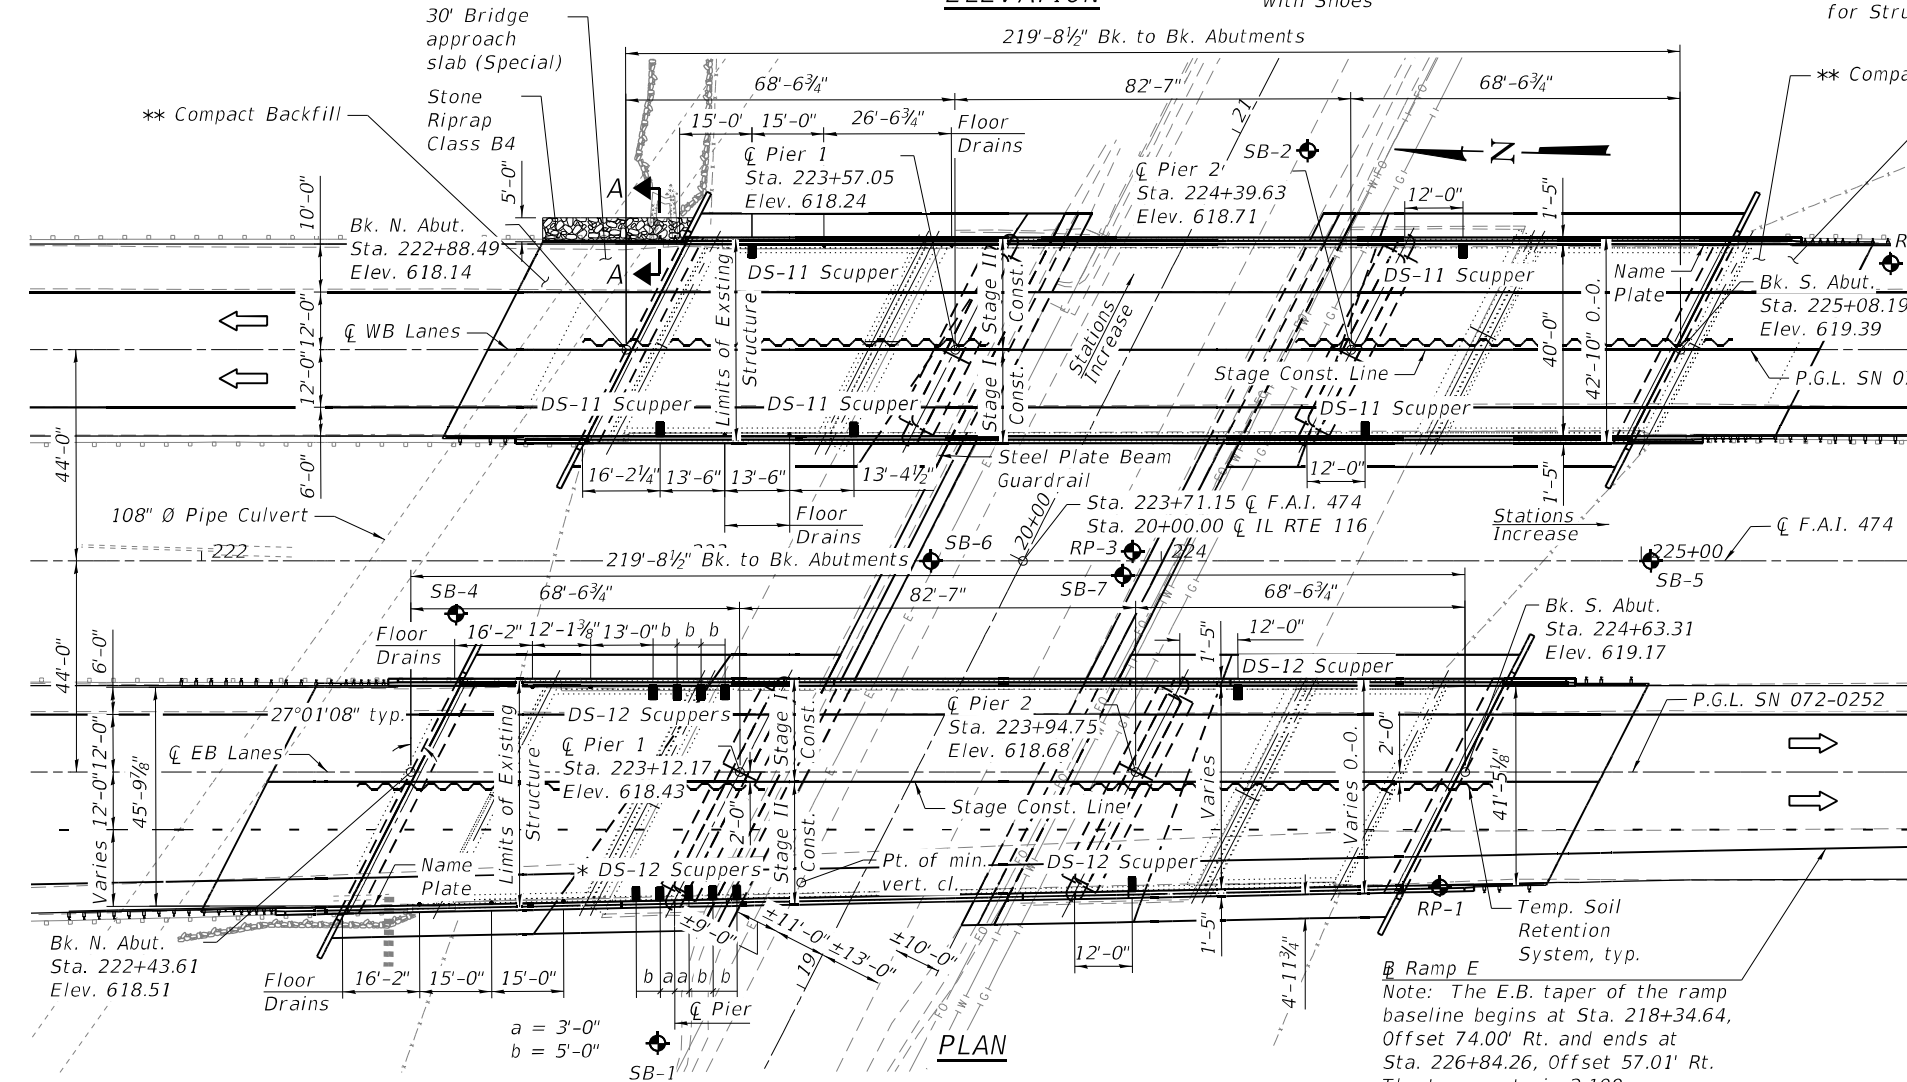 ELEVATION
with Shoes
for Stru
30' Bridge
approach
slab (Special)
219'-8½" Bk. to Bk. Abutments
68'-6¾"
82'-7"
68'-6¾"
** Compa
Stone
Riprap
Class B4
** Compact Backfill
15'-0'
15'-0"
26'-6¾"
Floor
Drains
21
SB-2
N
5'-0"
10'-0"
A
℄ Pier 1
Sta. 223+57.05
Elev. 618.24
℄ Pier 2
Sta. 224+39.63
Elev. 618.71
12'-0"
1'-5"
Bk. N. Abut.
Sta. 222+88.49
Elev. 618.14
A
DS-11 Scupper
DS-11 Scupper
Name
Plate
Bk. S. Abut.
Sta. 225+08.19
Elev. 619.39
R
12'-0"
12'-0"
6'-0"
℄ WB Lanes
Limits of Existing
Structure
Stage II
Const.
Stage I
Const.
Stations
Increase
40'-0"
42'-10" O.-O.
Stage Const. Line
P.G.L. SN 07
DS-11 Scupper
DS-11 Scupper
DS-11 Scupper
44'-0"
16'-2¼"
13'-6"
13'-6"
13'-4½"
Steel Plate Beam
Guardrail
12'-0"
1'-5"
108" Ø Pipe Culvert
Floor
Drains
20+00
Sta. 223+71.15 ℄ F.A.I. 474
Sta. 20+00.00 ℄ IL RTE 116
Stations
Increase
℄ F.A.I. 474
222
223
219'-8½" Bk. to Bk. Abutments
SB-6
RP-3
224
225+00
SB-7
SB-5
SB-4
68'-6¾"
82'-7"
68'-6¾"
44'-0"
Floor
Drains
16'-2"
12'-1⅜"
13'-0"
b
b
b
1'-5"
12'-0"
Bk. S. Abut.
Sta. 224+63.31
Elev. 619.17
6'-0"
12'-0"
12'-0"
Varies
45'-9⅞"
27°01'08" typ.
DS-12 Scuppers
DS-12 Scupper
℄ Pier 2
Sta. 223+94.75
Elev. 618.68
P.G.L. SN 072-0252
℄ EB Lanes
℄ Pier 1
Sta. 223+12.17
Elev. 618.43
Limits of Existing
Structure
Stage II
Const.
Stage I
Const.
2'-0"
Varies
Varies O.-O.
2'-0"
41'-5⅛"
Stage Const. Line
Name
Plate
* DS-12 Scuppers
Pt. of min.
vert. cl.
DS-12 Scupper
RP-1
Temp. Soil
Retention
System, typ.
Bk. N. Abut.
Sta. 222+43.61
Elev. 618.51
±9'-0"
±11'-0"
±13'-0"
±10'-0"
19
12'-0"
1'-5"
4'-11¾"
Floor
Drains
16'-2"
15'-0"
15'-0"
b
a
a
b
b
℄ Pier
a = 3'-0"
b = 5'-0"
SB-1
PLAN
B Ramp E
Note: The E.B. taper of the ramp
baseline begins at Sta. 218+34.64,
Offset 74.00' Rt. and ends at
Sta. 226+84.26, Offset 57.01' Rt.